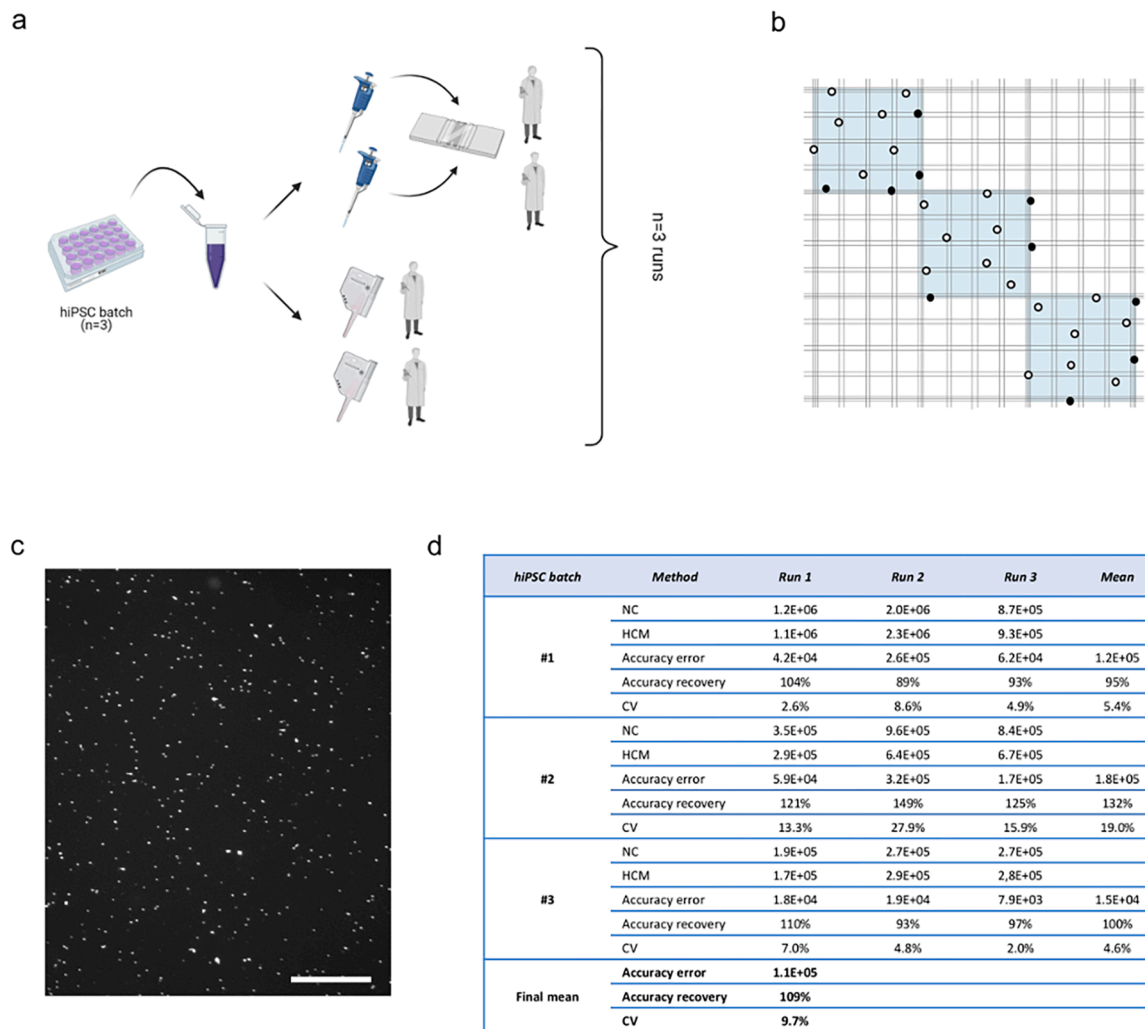 a
b
hiPSC batch
(n=3)
n=3 runs
c
d
hiPSC batch Method Run 1 Run 2 Run 3 Mean
#1
NC 1.2E+06 2.0E+06 8.7E+05
HCM 1.1E+06 2.3E+06 9.3E+05
Accuracy error 4.2E+04 2.6E+05 6.2E+04 1.2E+05
Accuracy recovery 104% 89% 93% 95%
CV 2.6% 8.6% 4.9% 5.4%
#2
NC 3.5E+05 9.6E+05 8.4E+05
HCM 2.9E+05 6.4E+05 6.7E+05
Accuracy error 5.9E+04 3.2E+05 1.7E+05 1.8E+05
Accuracy recovery 121% 149% 125% 132%
CV 13.3% 27.9% 15.9% 19.0%
#3
NC 1.9E+05 2.7E+05 2.7E+05
HCM 1.7E+05 2.9E+05 2,8E+05
Accuracy error 1.8E+04 1.9E+04 7.9E+03 1.5E+04
Accuracy recovery 110% 93% 97% 100%
CV 7.0% 4.8% 2.0% 4.6%
Final mean
Accuracy error 1.1E+05
Accuracy recovery 109%
CV 9.7%